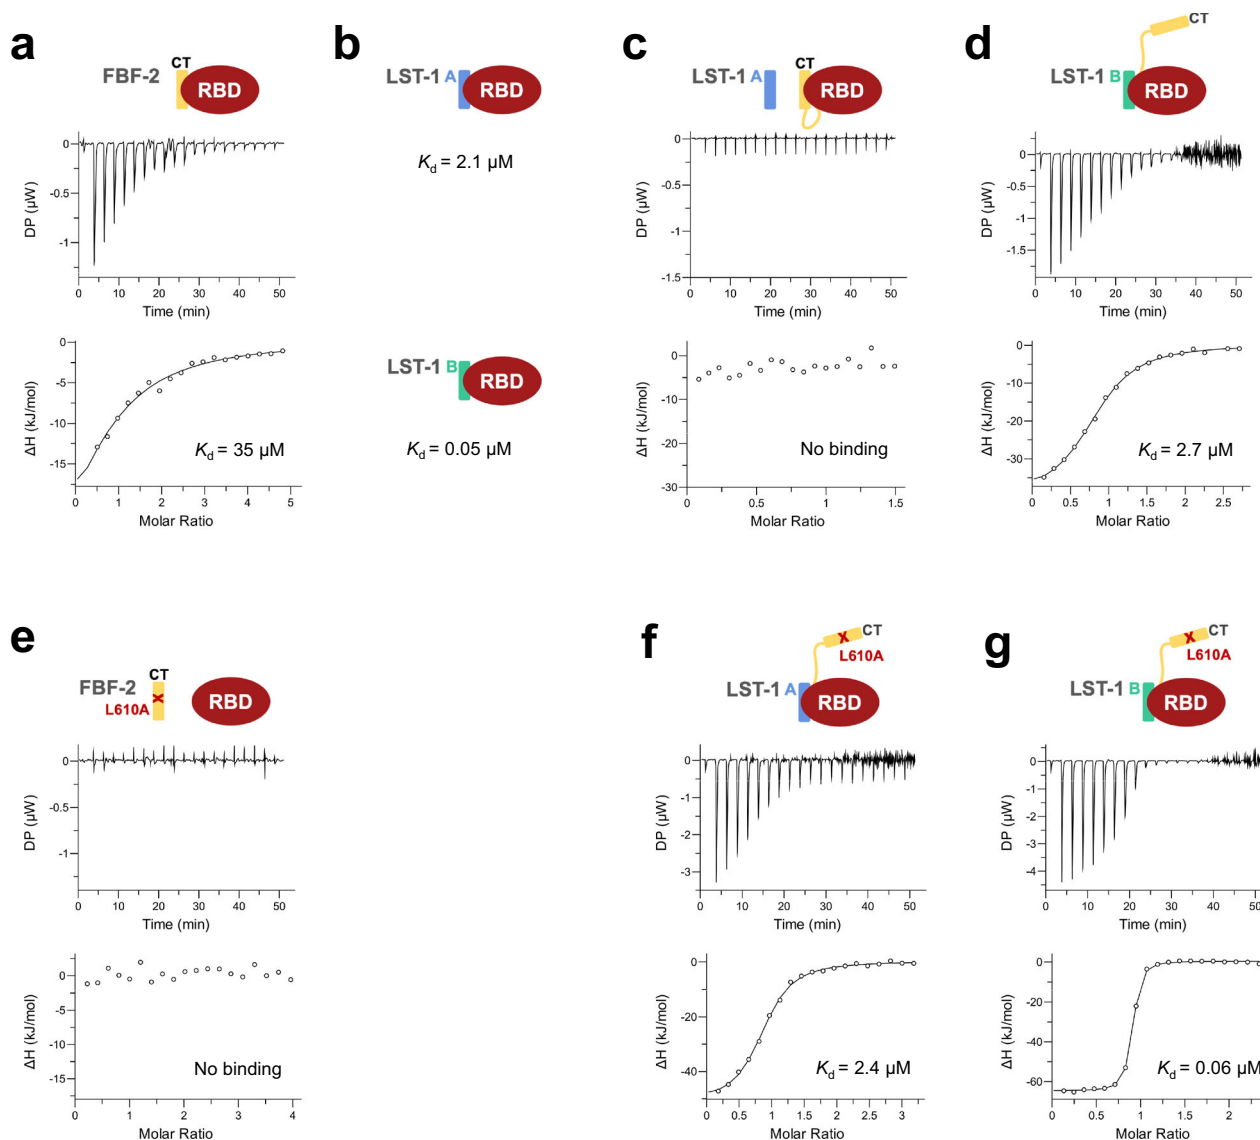 a
CT
FBF-2
RBD
0
-0.5
-1
DP (µW)
0 10 20 30 40 50
Time (min)
0
-5
-10
-15
ΔH (kJ/mol)
Kd = 35 µM
0 1 2 3 4 5
Molar Ratio
b
LST-1 A RBD
Kd = 2.1 µM
LST-1 B RBD
Kd = 0.05 µM
c
CT
LST-1 A RBD
0
-0.5
-1
-1.5
DP (µW)
0 10 20 30 40 50
Time (min)
0
-10
-20
-30
ΔH (kJ/mol)
No binding
0 0.5 1 1.5
Molar Ratio
d
CT
LST-1 B RBD
0
-0.5
-1
-1.5
DP (µW)
0 10 20 30 40 50
Time (min)
0
-10
-20
-30
ΔH (kJ/mol)
Kd = 2.7 µM
0 0.5 1 1.5 2 2.5
Molar Ratio
e
CT
FBF-2
X
L610A
RBD
0
-0.5
-1
DP (µW)
0 10 20 30 40 50
Time (min)
0
-5
-10
-15
ΔH (kJ/mol)
No binding
0 1 2 3 4
Molar Ratio
f
X CT
L610A
LST-1 A RBD
0
-1
-2
-3
DP (µW)
0 10 20 30 40 50
Time (min)
0
-20
-40
ΔH (kJ/mol)
Kd = 2.4 µM
0 0.5 1 1.5 2 2.5 3
Molar Ratio
g
X CT
L610A
LST-1 B RBD
0
-1
-2
-3
-4
DP (µW)
0 10 20 30 40 50
Time (min)
0
-20
-40
-60
ΔH (kJ/mol)
Kd = 0.06 µM
0 0.5 1 1.5 2
Molar Ratio